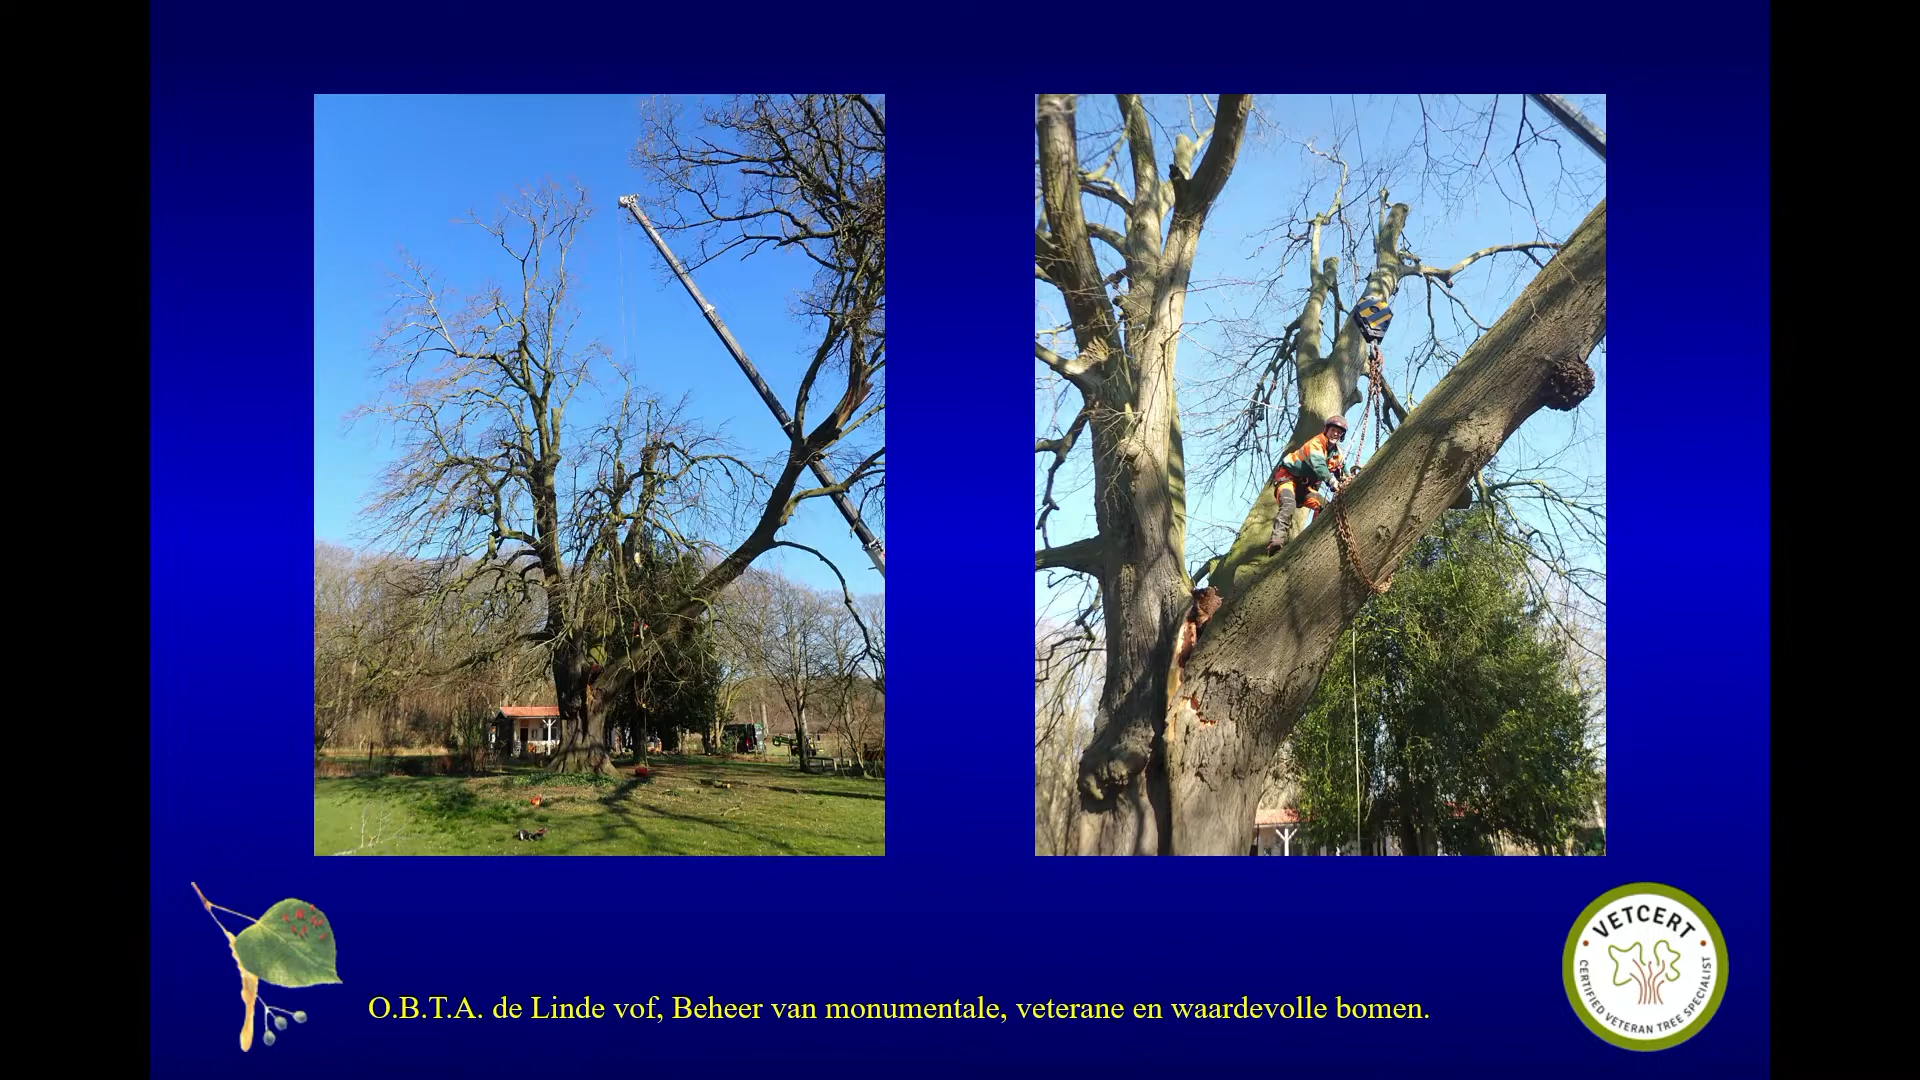 O.B.T.A. de Linde vof, Beheer van monumentale, veterane en waardevolle bomen.
VETCERT
CERTIFIED VETERAN TREE SPECIALIST